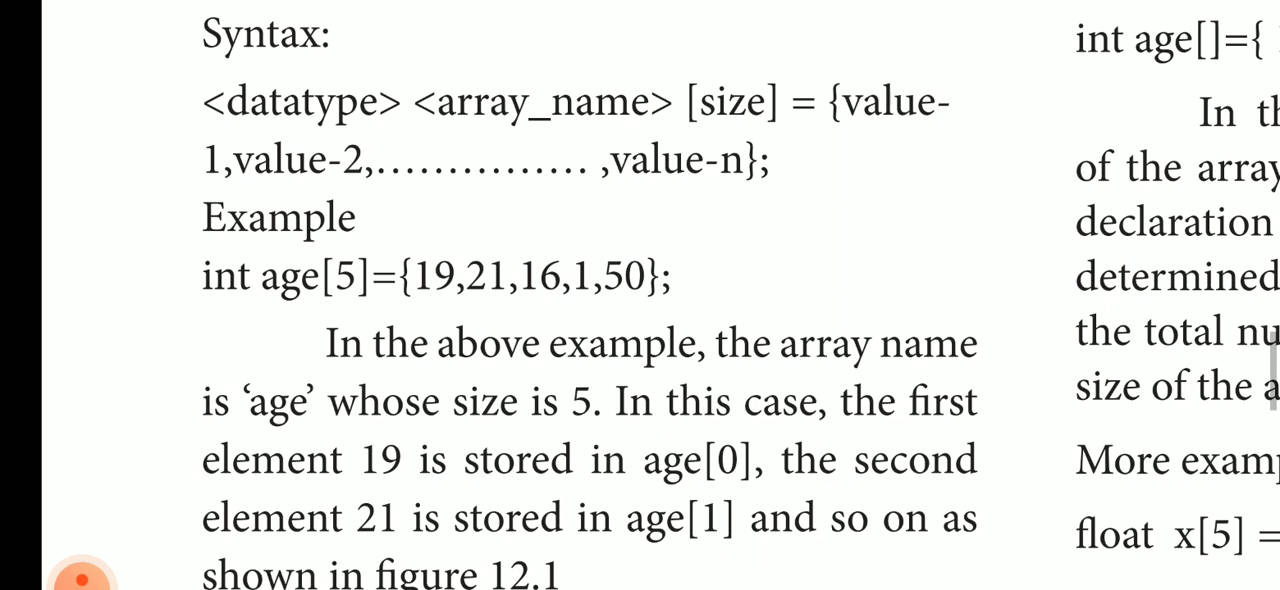 Syntax:
<datatype> <array_name> [size] = {value-
1,value-2,…………… ,value-n};
Example
int age[5]={19,21,16,1,50};
In the above example, the array name
is ‘age’ whose size is 5. In this case, the first
element 19 is stored in age[0], the second
element 21 is stored in age[1] and so on as
shown in figure 12.1
int age[]={
In
of the array
declaration
determined
the total
size of the
More
float x[5] =